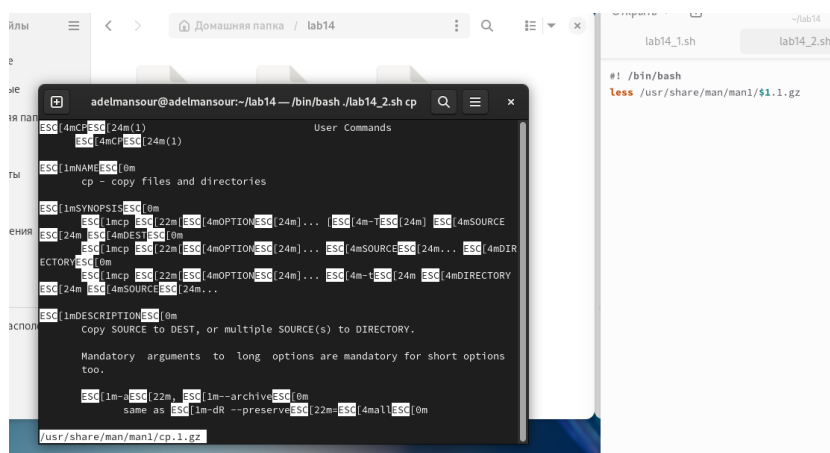 йлы
Домашняя папка / lab14
~/lab14
lab14_1.sh
lab14_2.sh
е
ые
я пап
ты
ения
аспол
#! /bin/bash
less /usr/share/man/man1/$1.1.gz
adelmansour@adelmansour:~/lab14 — /bin/bash ./lab14_2.sh cp
ESC[4mCPESC[24m(1) User Commands
ESC[4mCPESC[24m(1)
ESC[1mNAMEESC[0m
cp - copy files and directories
ESC[1mSYNOPSISESC[0m
ESC[1mcp ESC[22m[ESC[4mOPTIONESC[24m]... [ESC[4m-TESC[24m] ESC[4mSOURCE
ESC[24m ESC[4mDESTESC[0m
ESC[1mcp ESC[22m[ESC[4mOPTIONESC[24m]... ESC[4mSOURCEESC[24m... ESC[4mDIR
ECTORYESC[0m
ESC[1mcp ESC[22m[ESC[4mOPTIONESC[24m]... ESC[4m-tESC[24m ESC[4mDIRECTORY
ESC[24m ESC[4mSOURCEESC[24m...
ESC[1mDESCRIPTIONESC[0m
Copy SOURCE to DEST, or multiple SOURCE(s) to DIRECTORY.
Mandatory arguments to long options are mandatory for short options
too.
ESC[1m-aESC[22m, ESC[1m--archiveESC[0m
same as ESC[1m-dR --preserveESC[22m=ESC[4mallESC[0m
/usr/share/man/man1/cp.1.gz